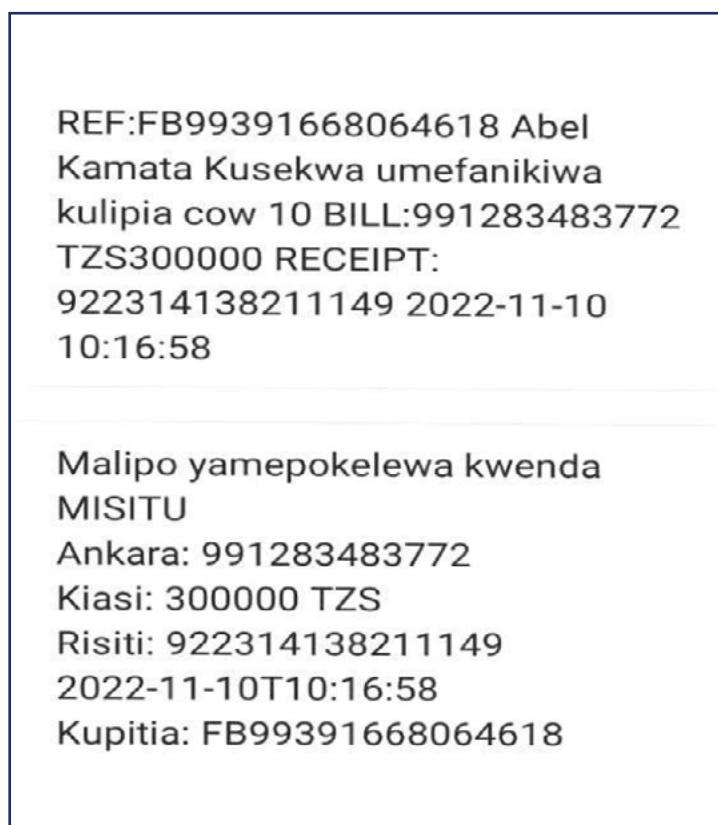 REF:FB99391668064618 Abel
Kamata Kusekwa umefanikiwa
kulipia cow 10 BILL:991283483772
TZS300000 RECEIPT:
922314138211149 2022-11-10
10:16:58
Malipo yamepokelewa kwenda
MISITU
Ankara: 991283483772
Kiasi: 300000 TZS
Risiti: 922314138211149
2022-11-10T10:16:58
Kupitia: FB99391668064618